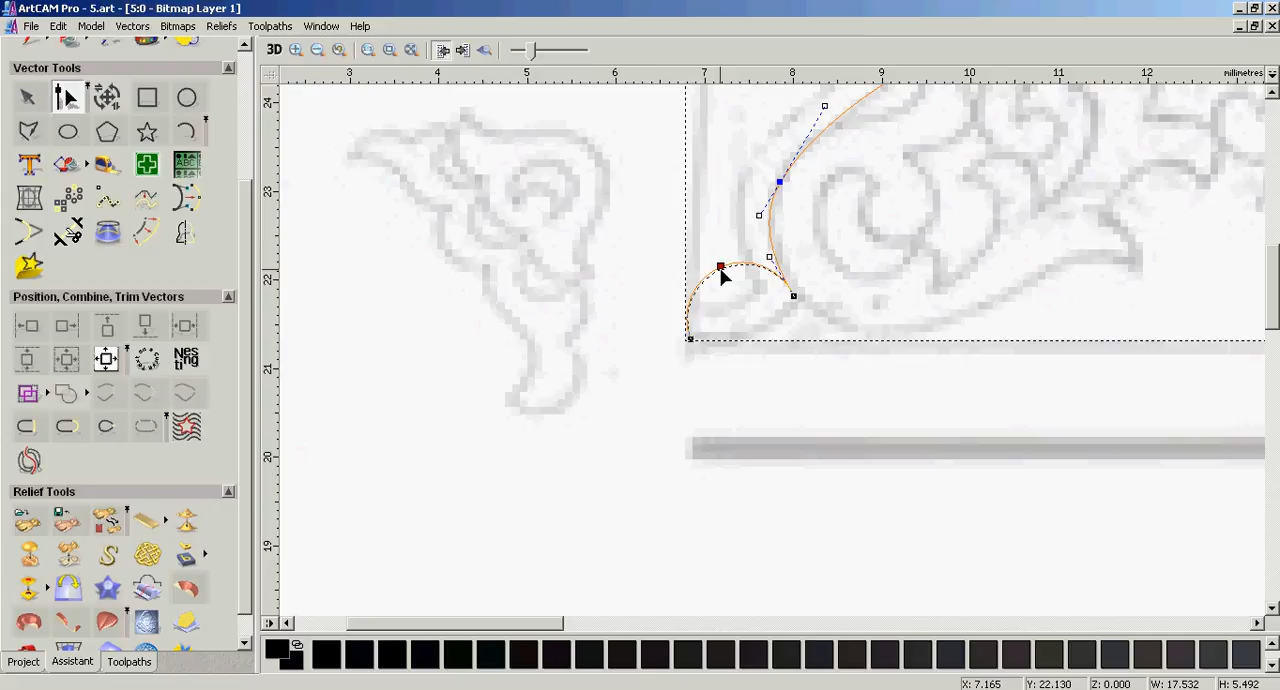 ArtCAM Pro - 5.art - [5:0 - Bitmap Layer 1]
File Edit Model Vectors Bitmaps Reliefs Toolpaths Window Help
3D
Vector Tools
3 4 5 6 7 8 9 10 11 12 millimetres
24
23
22
21
20
19
ABC
Position, Combine, Trim Vectors
Nes
ting
Relief Tools
Project Assistant Toolpaths
X: 7.165 Y: 22.130 Z: 0.000 W: 17.532 H: 5.492